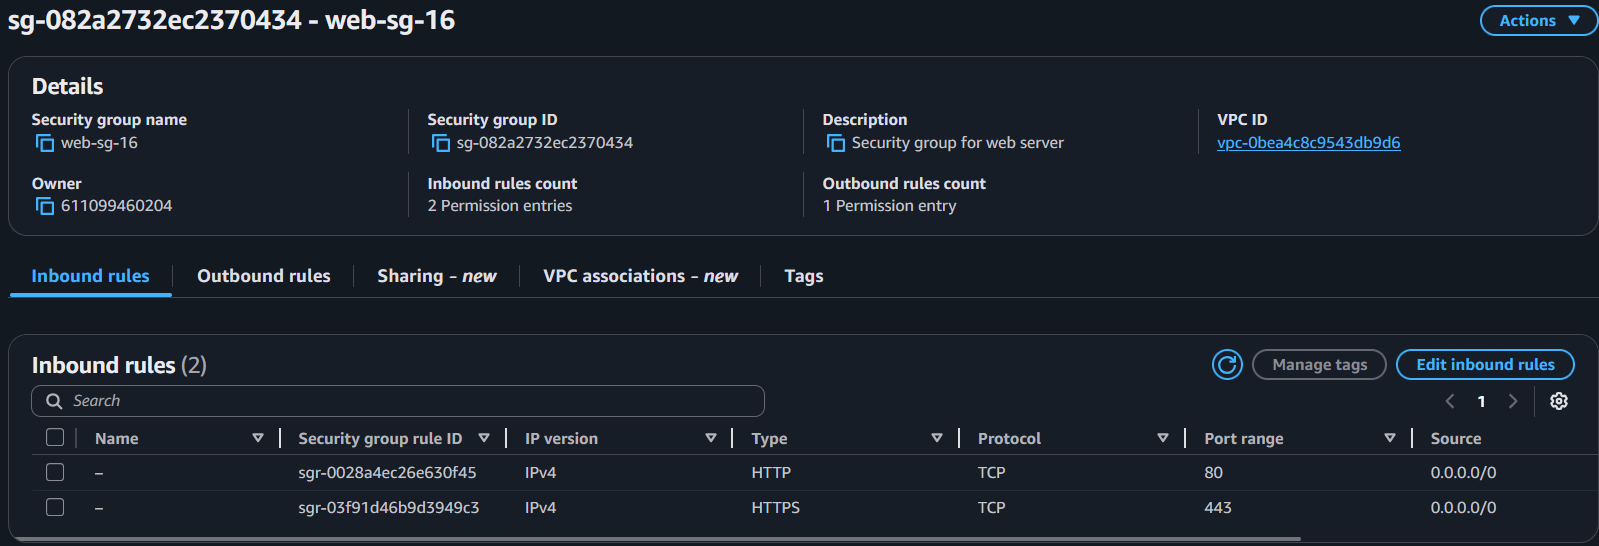 sg-082a2732ec2370434 - web-sg-16
Actions
Details
Security group name
web-sg-16
Security group ID
sg-082a2732ec2370434
Description
Security group for web server
VPC ID
vpc-0bea4c8c9543db9d6
Owner
611099460204
Inbound rules count
2 Permission entries
Outbound rules count
1 Permission entry
Inbound rules
Outbound rules
Sharing - new
VPC associations - new
Tags
Inbound rules (2)
Manage tags
Edit inbound rules
Search
1
Name Security group rule ID IP version Type Protocol Port range Source
– sgr-0028a4ec26e630f45 IPv4 HTTP TCP 80 0.0.0.0/0
– sgr-03f91d46b9d3949c3 IPv4 HTTPS TCP 443 0.0.0.0/0